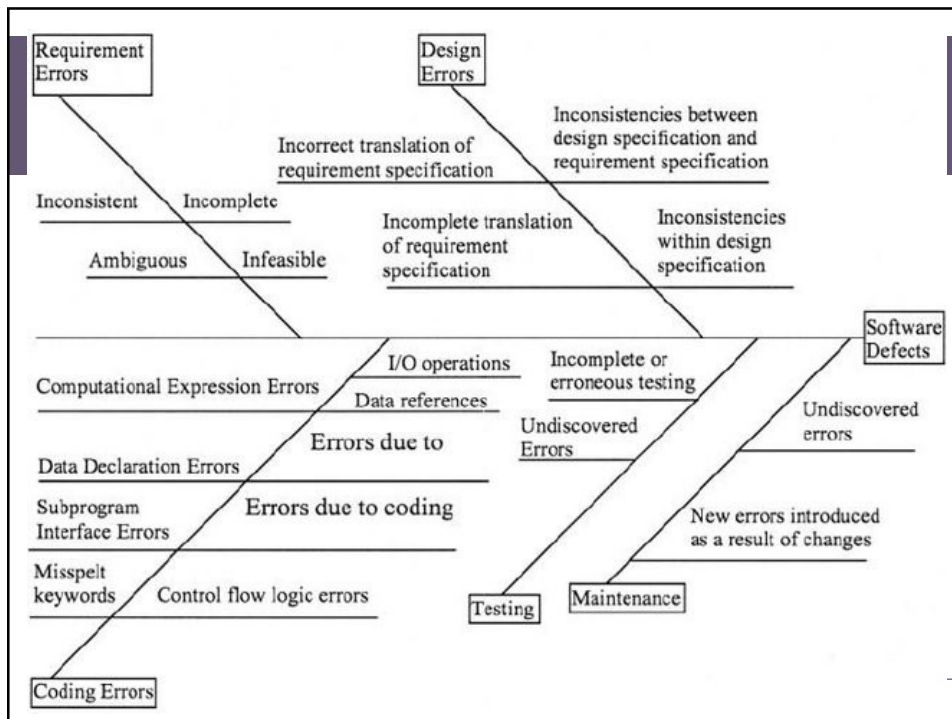 Requirement
Errors
Design
Errors
Incorrect translation of
requirement specification
Inconsistencies between
design specification and
requirement specification
Inconsistent
Incomplete
Ambiguous
Infeasible
Incomplete translation
of requirement
specification
Inconsistencies
within design
specification
Software
Defects
I/O operations
Computational Expression Errors
Data references
Errors due to
Data Declaration Errors
Errors due to coding
Subprogram
Interface Errors
Misspelt
keywords
Control flow logic errors
Coding Errors
Incomplete or
erroneous testing
Undiscovered
Errors
Testing
Undiscovered
errors
New errors introduced
as a result of changes
Maintenance